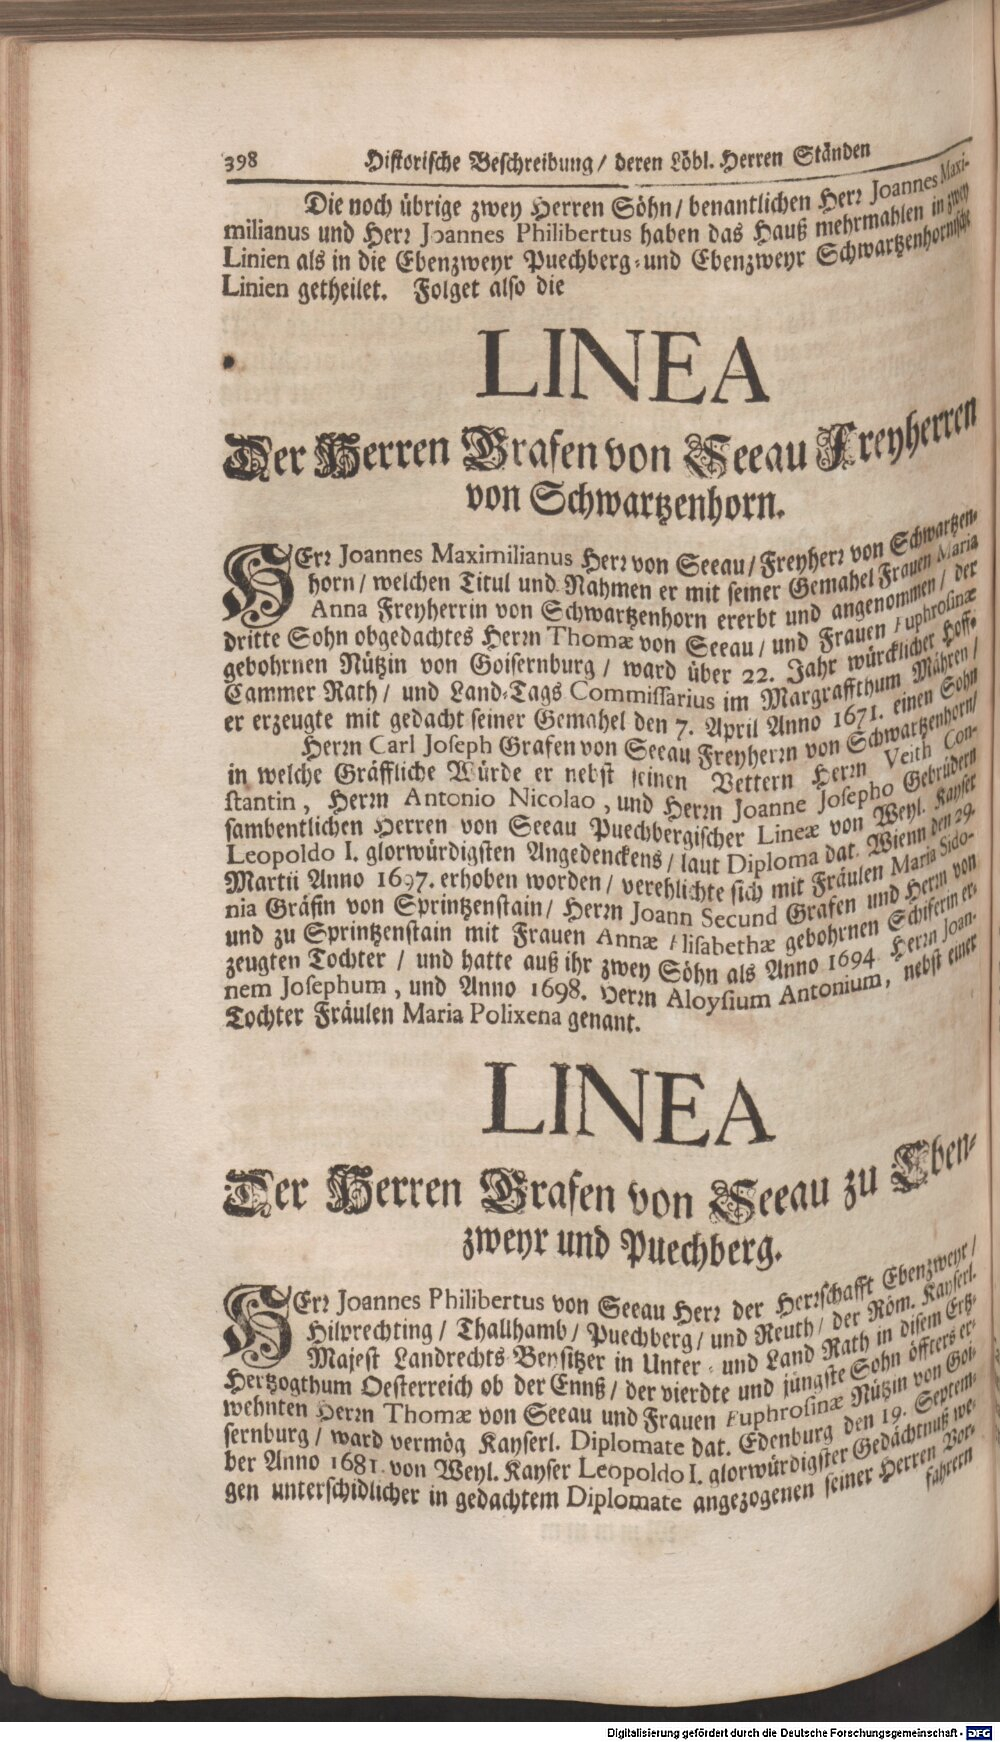 398 Historische Beschreibung/ deren Löbl. Herren Ständen
Die noch übrige zwey Herren Söhn/ benantlichen Herr Joannes Maxi-
milianus und Herr Joannes Philibertus haben das Hauß mehrmahlen in zwey
Linien als in die Ebenzweyr Puechberg-und Ebenzweyr Schwartzenhornische
Linien getheilet. Folget also die
LINEA
Der Herren Grafen von Seeau Freyherren
von Schwartzenhorn.
HErr Joannes Maximilianus Herr von Seeau/ Freyherr von Schwartzen-
horn/ welchen Titul und Nahmen er mit seiner Gemahel Frauen Maria
Anna Freyherrin von Schwartzenhorn ererbt und angenommen/ der
dritte Sohn obgedachtes Herrn Thomæ von Seeau/ und Frauen Euphrosinæ
gebohrnen Nützin von Goisernburg/ ward über 22. Jahr würcklicher Hoff-
Cammer Rath/ und Land-Tags Commissarius im Margraffthum Mähren/
er erzeugte mit gedacht seiner Gemahel den 7. April Anno 1671. einen Sohn
Herrn Carl Joseph Grafen von Seeau Freyherrn von Schwartzenhorn/
in welche Gräffliche Würde er nebst seinen Vettern Herrn Veith Con-
stantin, Herrn Antonio Nicolao, und Herrn Joanne Josepho Gebrüdern
sambentlichen Herren von Seeau Puechbergischer Lineæ von Weyl. Kayser
Leopoldo I. glorwürdigsten Angedenckens/ laut Diploma dat. Wienn den 29.
Martii Anno 1697. erhoben worden/ verehlichte sich mit Fräulen Maria Sido-
nia Gräfin von Sprintzenstain/ Herrn Joann Secund Grafen und Herrn von
und zu Sprintzenstain mit Frauen Annæ Elisabethæ gebohrnen Schiferin er-
zeugten Tochter/ und hatte auß ihr zwey Söhn als Anno 1694 Herrn Joan-
nem Josephum, und Anno 1698. Herrn Aloysium Antonium, nebst einer
Tochter Fräulen Maria Polixena genant.
LINEA
Der Herren Grafen von Seeau zu Eben-
zweyr und Puechberg.
HErr Joannes Philibertus von Seeau Herr der Herrschafft Ebenzweyr/
Hilprechting/ Thallhamb/ Puechberg/ und Reuth/ der Röm. Kayserl.
Majest Landrechts-Beysitzer in Unter- und Land Rath in disem Ertz-
Hertzogthum Oesterreich ob der Ennß/ der vierdte und jüngste Sohn öffters er-
wehnten Herrn Thomæ von Seeau und Frauen Euphrosinæ Nützin von Goi-
sernburg/ ward vermög Kayserl. Diplomate dat. Edenburg den 19. Septem-
ber Anno 1681 von Weyl. Kayser Leopoldo I. glorwürdigster Gedächtnuß we-
gen unterschidlicher in gedachtem Diplomate angezogenen seiner Herren Vor-
fahrern
Digitalisierung gefördert durch die Deutsche Forschungsgemeinschaft - DFG